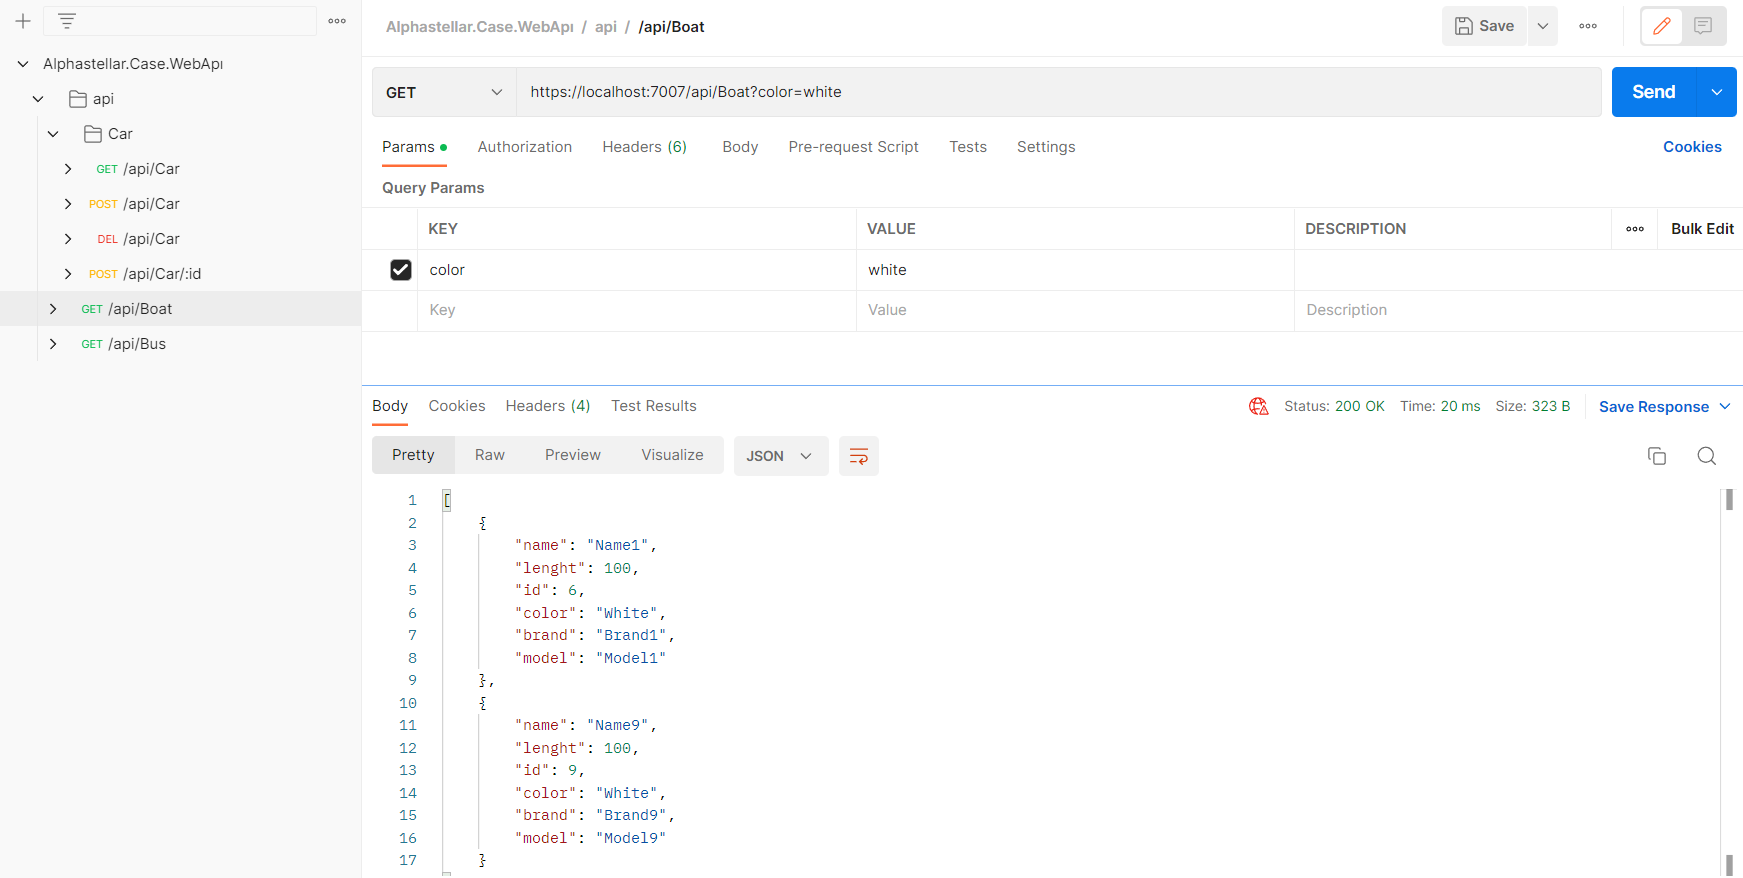 Alphastellar.Case.WebApı
api
Car
GET /api/Car
POST /api/Car
DEL /api/Car
POST /api/Car/:id
GET /api/Boat
GET /api/Bus
Alphastellar.Case.WebApı / api / /api/Boat
Save
GET https://localhost:7007/api/Boat?color=white
Send
Params Authorization Headers (6) Body Pre-request Script Tests Settings Cookies
Query Params
KEY VALUE DESCRIPTION Bulk Edit
color white
Key Value Description
Body Cookies Headers (4) Test Results Status: 200 OK Time: 20 ms Size: 323 B Save Response
Pretty Raw Preview Visualize JSON
1 [
2 {
3 "name": "Name1",
4 "lenght": 100,
5 "id": 6,
6 "color": "White",
7 "brand": "Brand1",
8 "model": "Model1"
9 },
10 {
11 "name": "Name9",
12 "lenght": 100,
13 "id": 9,
14 "color": "White",
15 "brand": "Brand9",
16 "model": "Model9"
17 }